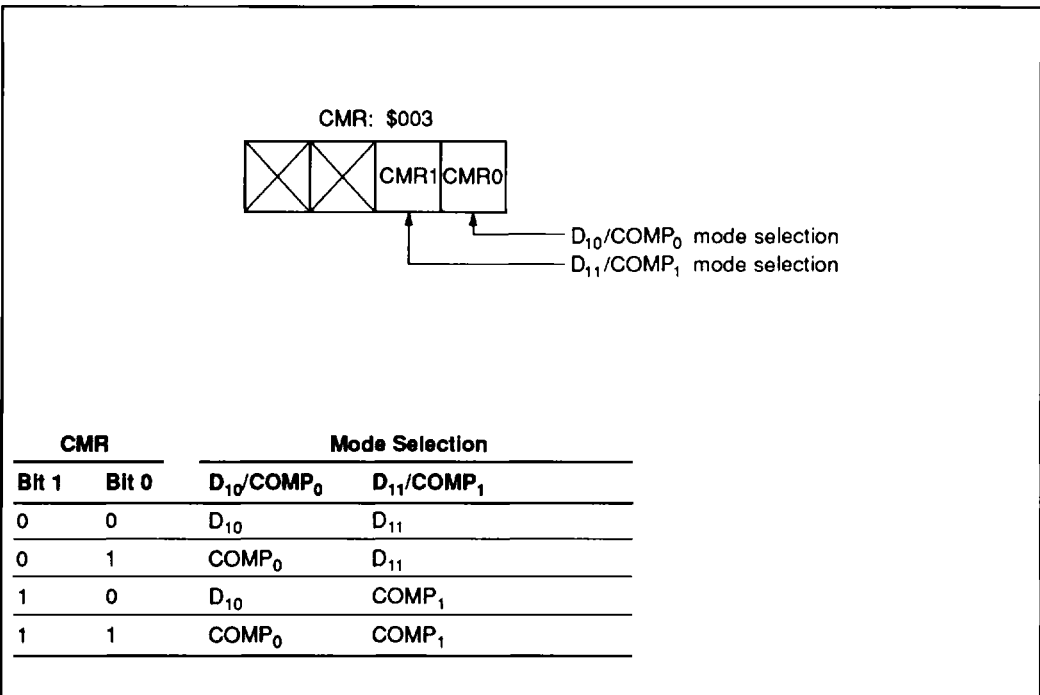 CMR: $003
CMR1 CMR0
D₁₀/COMP₀ mode selection
D₁₁/COMP₁ mode selection
CMR Mode Selection
Bit 1 Bit 0 D₁₀/COMP₀ D₁₁/COMP₁
0 0 D₁₀ D₁₁
0 1 COMP₀ D₁₁
1 0 D₁₀ COMP₁
1 1 COMP₀ COMP₁